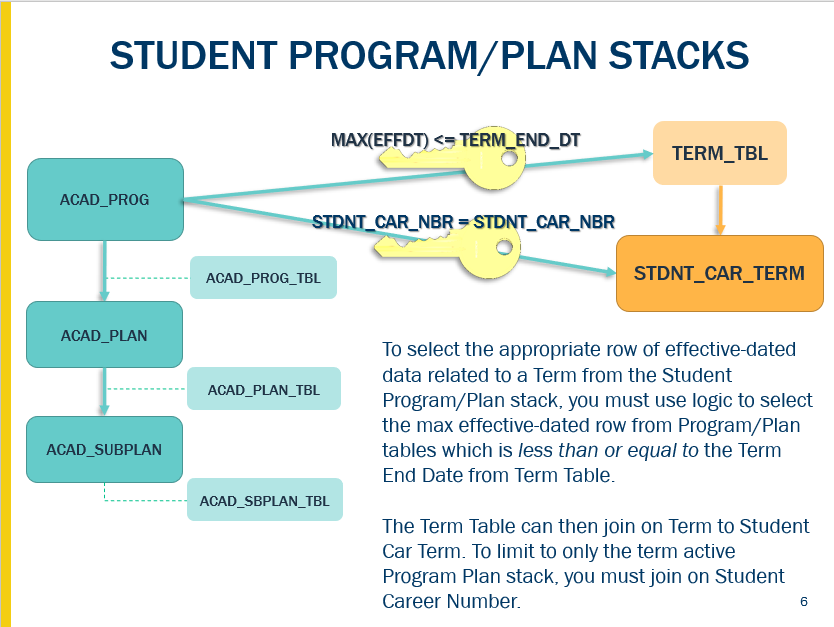 STUDENT PROGRAM/PLAN STACKS
MAX(EFFDT) <= TERM_END_DT
TERM_TBL
ACAD_PROG
STDNT_CAR_NBR = STDNT_CAR_NBR
STDNT_CAR_TERM
ACAD_PROG_TBL
ACAD_PLAN
ACAD_PLAN_TBL
ACAD_SUBPLAN
ACAD_SBPLAN_TBL
To select the appropriate row of effective-dated
data related to a Term from the Student
Program/Plan stack, you must use logic to select
the max effective-dated row from Program/Plan
tables which is less than or equal to the Term
End Date from Term Table.
The Term Table can then join on Term to Student
Car Term. To limit to only the term active
Program Plan stack, you must join on Student
Career Number.
6